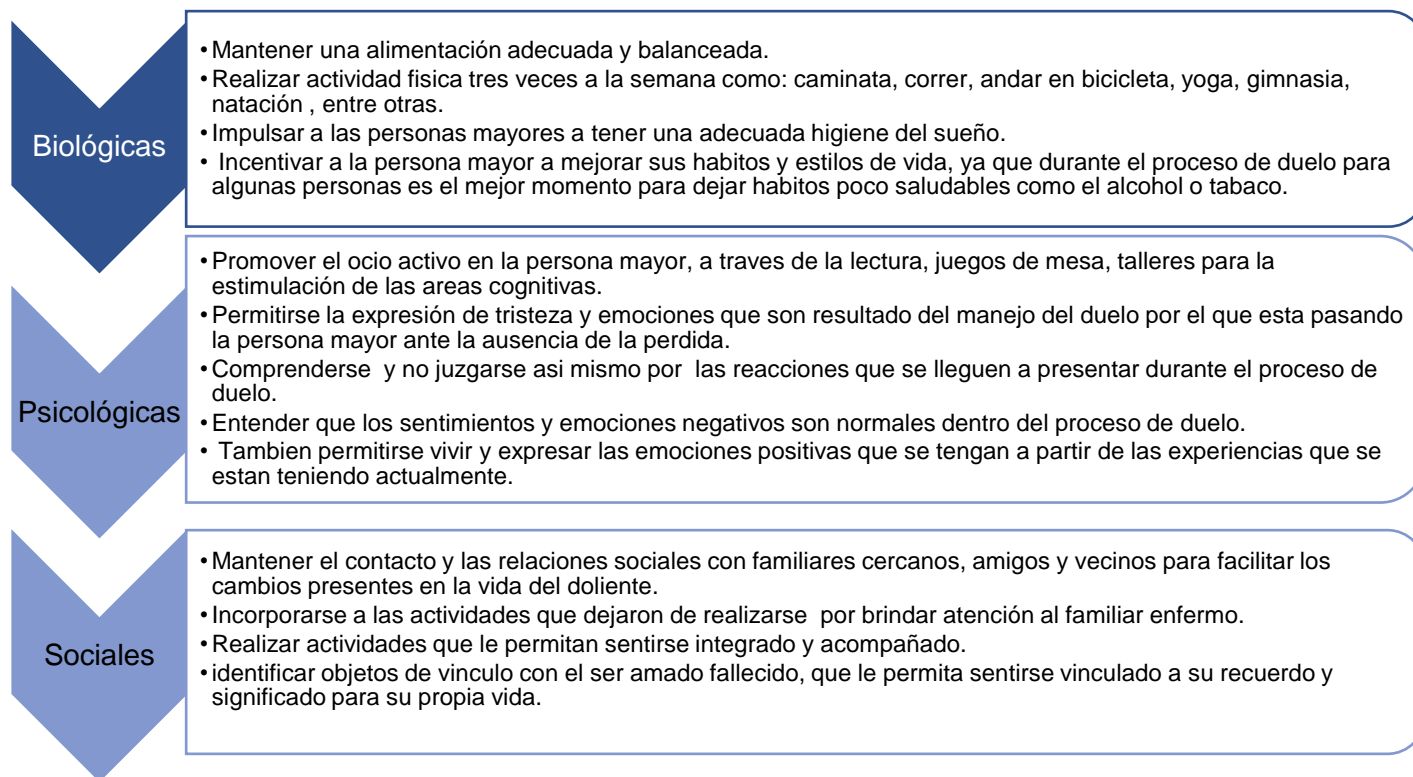 Biológicas
• Mantener una alimentación adecuada y balanceada.
• Realizar actividad fisica tres veces a la semana como: caminata, correr, andar en bicicleta, yoga, gimnasia,
natación , entre otras.
• Impulsar a las personas mayores a tener una adecuada higiene del sueño.
• Incentivar a la persona mayor a mejorar sus habitos y estilos de vida, ya que durante el proceso de duelo para
algunas personas es el mejor momento para dejar habitos poco saludables como el alcohol o tabaco.
Psicológicas
• Promover el ocio activo en la persona mayor, a traves de la lectura, juegos de mesa, talleres para la
estimulación de las areas cognitivas.
• Permitirse la expresión de tristeza y emociones que son resultado del manejo del duelo por el que esta pasando
la persona mayor ante la ausencia de la perdida.
• Comprenderse y no juzgarse asi mismo por las reacciones que se lleguen a presentar durante el proceso de
duelo.
• Entender que los sentimientos y emociones negativos son normales dentro del proceso de duelo.
• Tambien permitirse vivir y expresar las emociones positivas que se tengan a partir de las experiencias que se
estan teniendo actualmente.
Sociales
• Mantener el contacto y las relaciones sociales con familiares cercanos, amigos y vecinos para facilitar los
cambios presentes en la vida del doliente.
• Incorporarse a las actividades que dejaron de realizarse por brindar atención al familiar enfermo.
• Realizar actividades que le permitan sentirse integrado y acompañado.
• identificar objetos de vinculo con el ser amado fallecido, que le permita sentirse vinculado a su recuerdo y
significado para su propia vida.